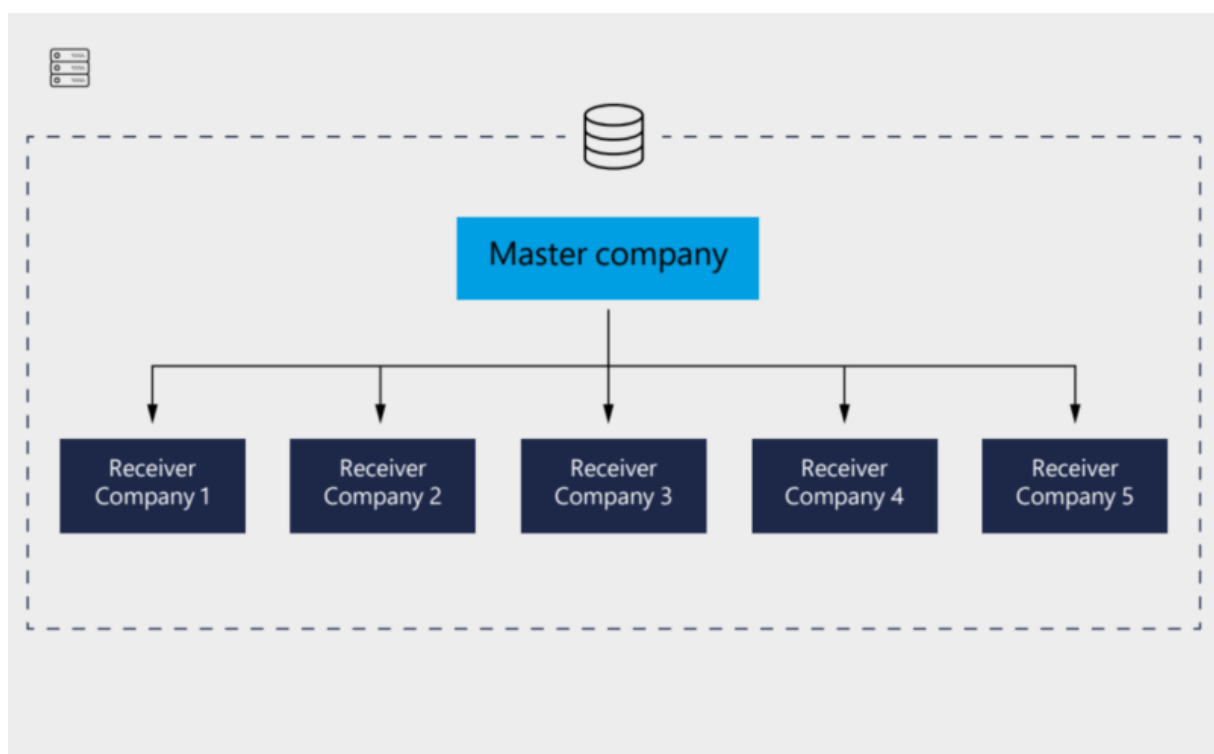 Master company
Receiver
Company 1
Receiver
Company 2
Receiver
Company 3
Receiver
Company 4
Receiver
Company 5